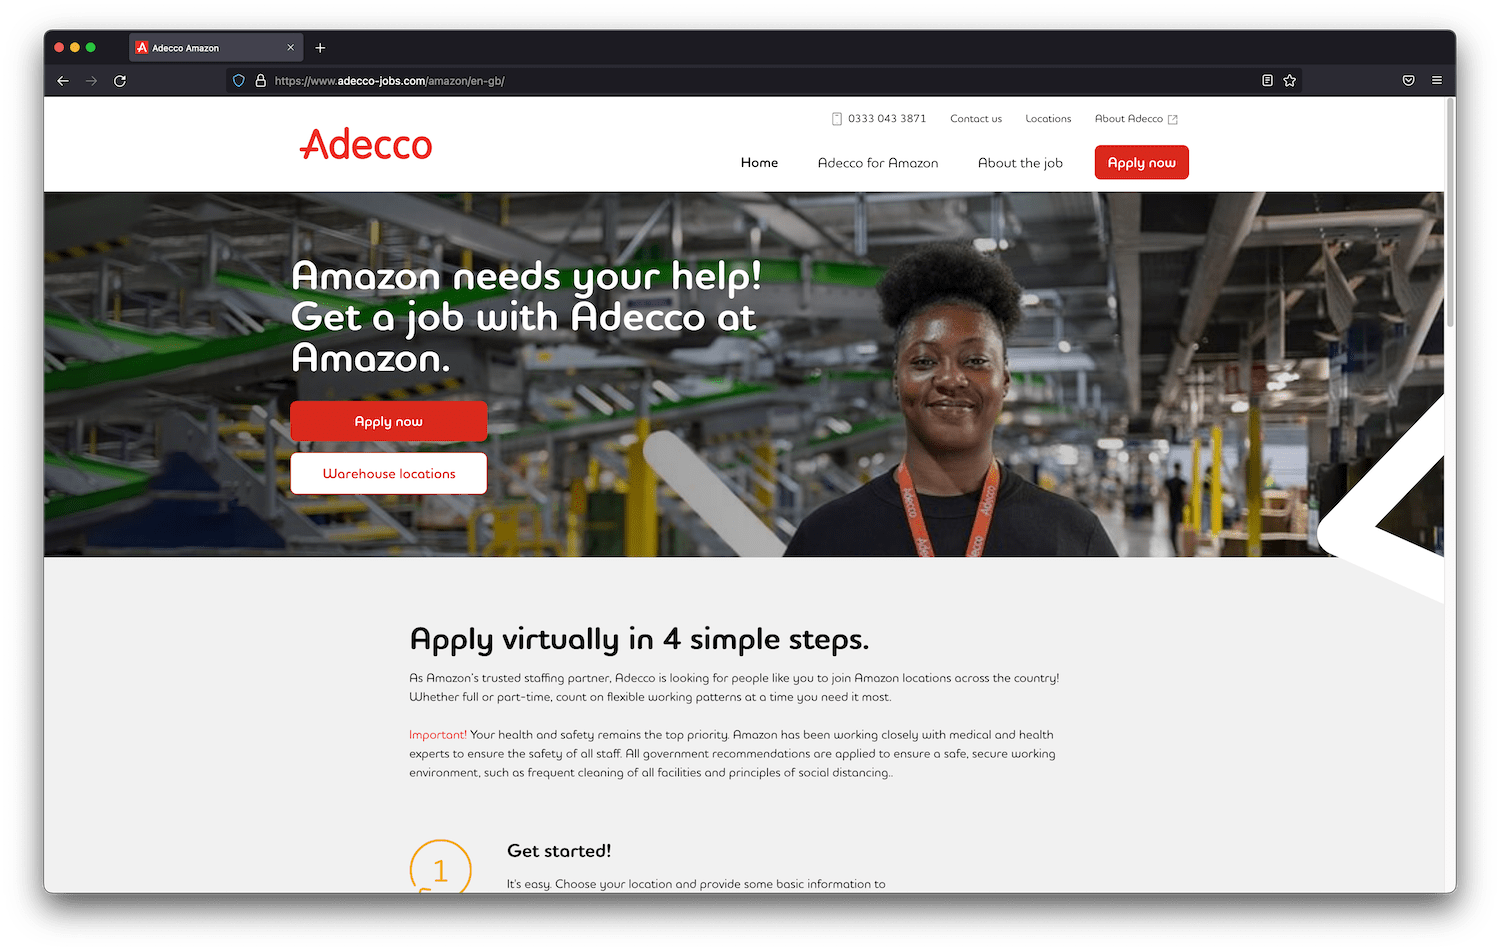 Adecco Amazon
https://www.adecco-jobs.com/amazon/en-gb/
0333 043 3871 Contact us Locations About Adecco
Adecco
Home Adecco for Amazon About the job Apply now
Amazon needs your help!
Get a job with Adecco at
Amazon.
Apply now
Warehouse locations
Adecco
Adecco
Apply virtually in 4 simple steps.
As Amazon's trusted staffing partner, Adecco is looking for people like you to join Amazon locations across the country!
Whether full or part-time, count on flexible working patterns at a time you need it most.
Important! Your health and safety remains the top priority. Amazon has been working closely with medical and health
experts to ensure the safety of all staff. All government recommendations are applied to ensure a safe, secure working
environment, such as frequent cleaning of all facilities and principles of social distancing..
1
Get started!
It's easy. Choose your location and provide some basic information to